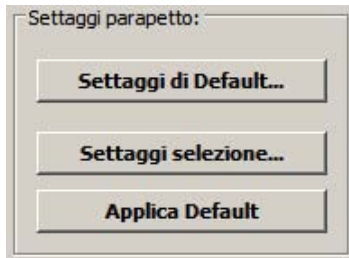 Settaggi parapetto:
Settaggi di Default...
Settaggi selezione...
Applica Default